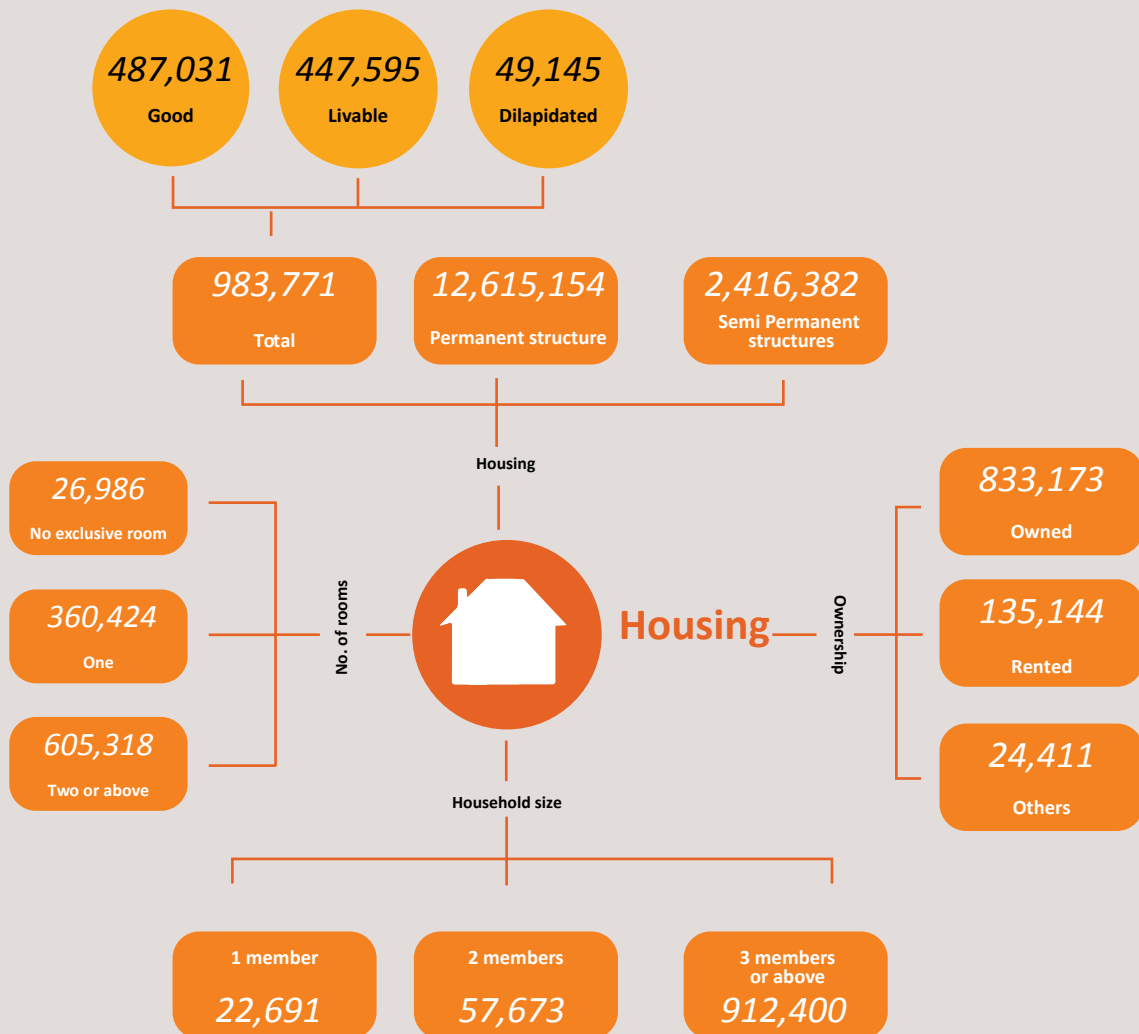 487,031
Good
447,595
Livable
49,145
Dilapidated
983,771
Total
12,615,154
Permanent structure
2,416,382
Semi Permanent
structures
Housing
26,986
No exclusive room
360,424
One
605,318
Two or above
No. of rooms
Housing
Ownership
833,173
Owned
135,144
Rented
24,411
Others
Household size
1 member
22,691
2 members
57,673
3 members
or above
912,400